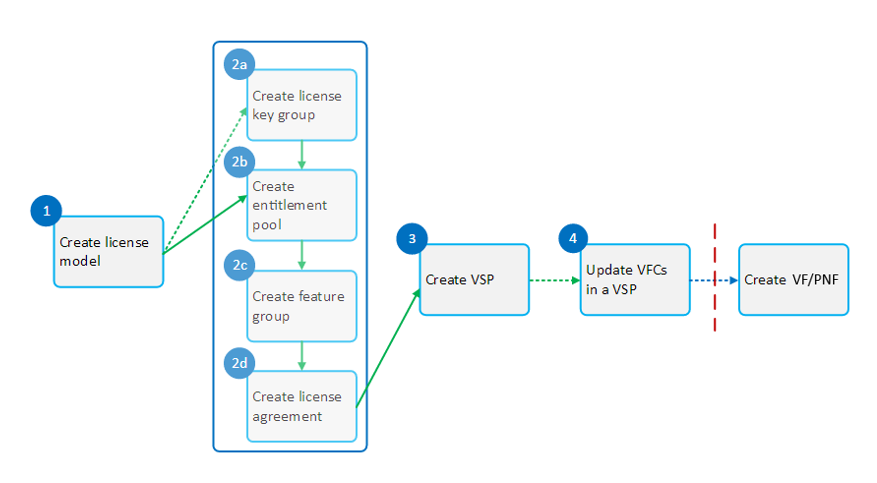 1
Create license
model
2a
Create license
key group
2b
Create
entitlement
pool
2c
Create feature
group
2d
Create license
agreement
3
Create VSP
4
Update VFCs
in a VSP
Create VF/PNF